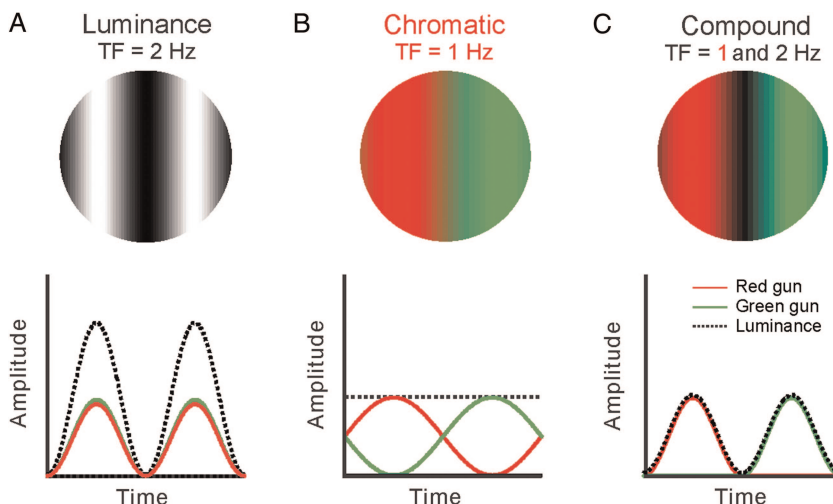 A
Luminance
TF = 2 Hz
B
Chromatic
TF = 1 Hz
C
Compound
TF = 1 and 2 Hz
Amplitude
Time
Amplitude
Time
Red gun
Green gun
Luminance
Amplitude
Time